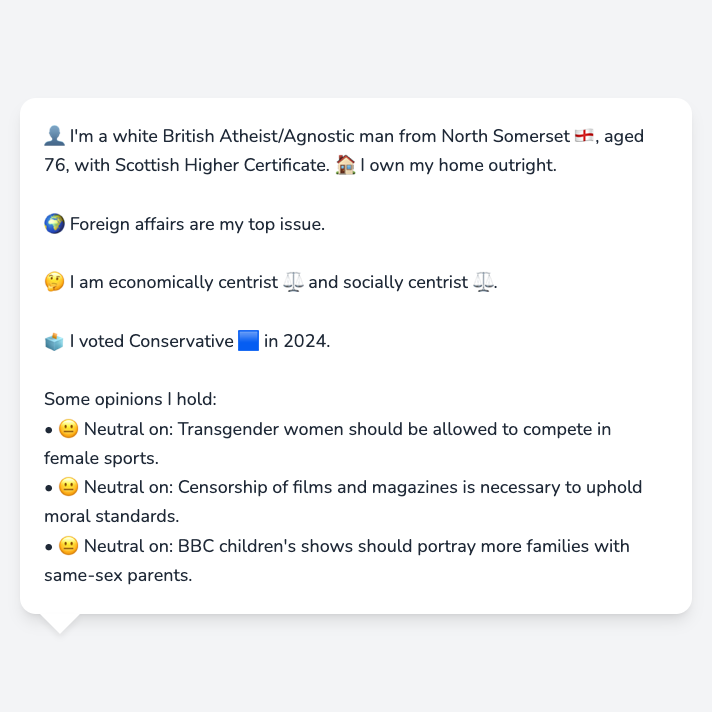 👤 I'm a white British Atheist/Agnostic man from North Somerset 🏴󠁧󠁢󠁥󠁮󠁧󠁿, aged
76, with Scottish Higher Certificate. 🏠 I own my home outright.
🌍 Foreign affairs are my top issue.
🤔 I am economically centrist ⚖️ and socially centrist ⚖️.
🗳️ I voted Conservative 🟦 in 2024.
Some opinions I hold:
• 😐 Neutral on: Transgender women should be allowed to compete in
female sports.
• 😐 Neutral on: Censorship of films and magazines is necessary to uphold
moral standards.
• 😐 Neutral on: BBC children's shows should portray more families with
same-sex parents.